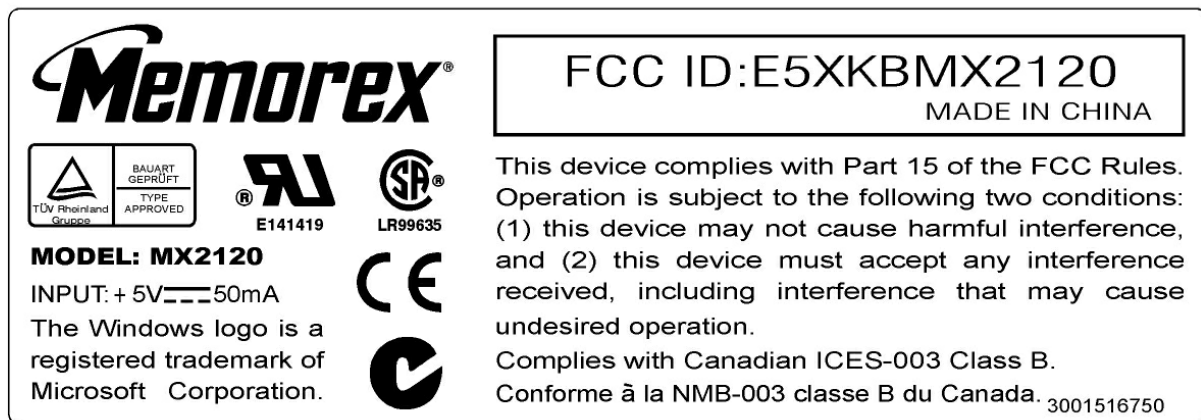 Memorex®
TÜV Rheinland
Gruppe
BAUART
GEPRÜFT
TYPE
APPROVED
® RU
E141419
SA ®
LR99635
MODEL: MX2120
INPUT: + 5V⎓50mA
CE
The Windows logo is a
registered trademark of
Microsoft Corporation.
FCC ID:E5XKBMX2120
MADE IN CHINA
This device complies with Part 15 of the FCC Rules.
Operation is subject to the following two conditions:
(1) this device may not cause harmful interference,
and (2) this device must accept any interference
received, including interference that may cause
undesired operation.
Complies with Canadian ICES-003 Class B.
Conforme à la NMB-003 classe B du Canada.
3001516750